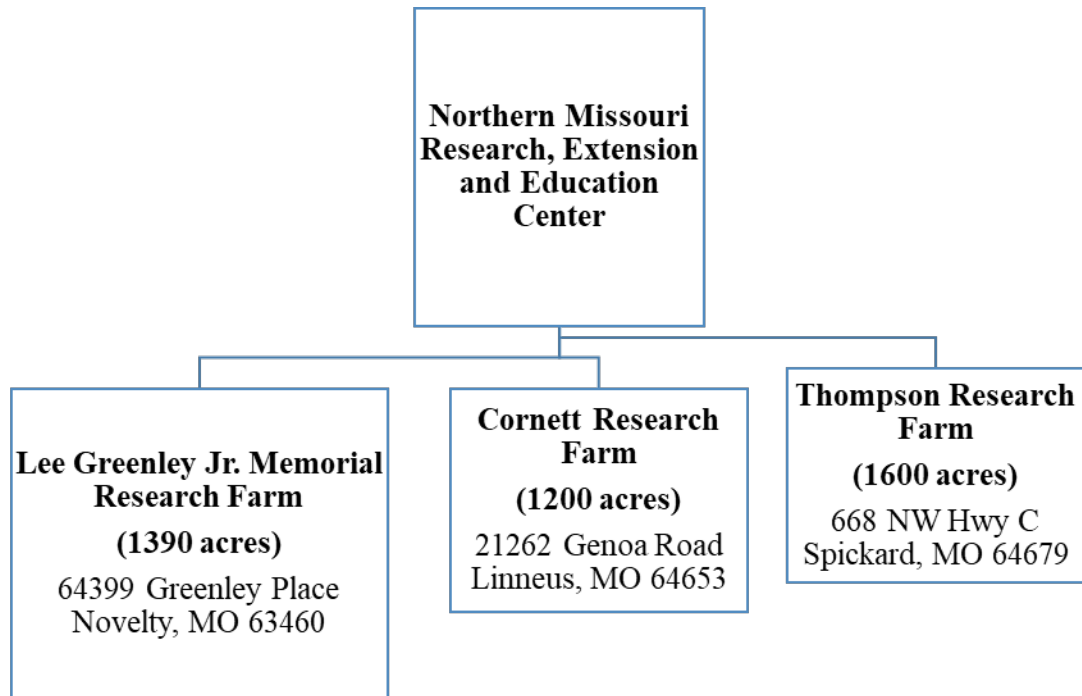 Northern Missouri
Research, Extension
and Education
Center
Lee Greenley Jr. Memorial
Research Farm
(1390 acres)
64399 Greenley Place
Novelty, MO 63460
Cornett Research
Farm
(1200 acres)
21262 Genoa Road
Linneus, MO 64653
Thompson Research
Farm
(1600 acres)
668 NW Hwy C
Spickard, MO 64679